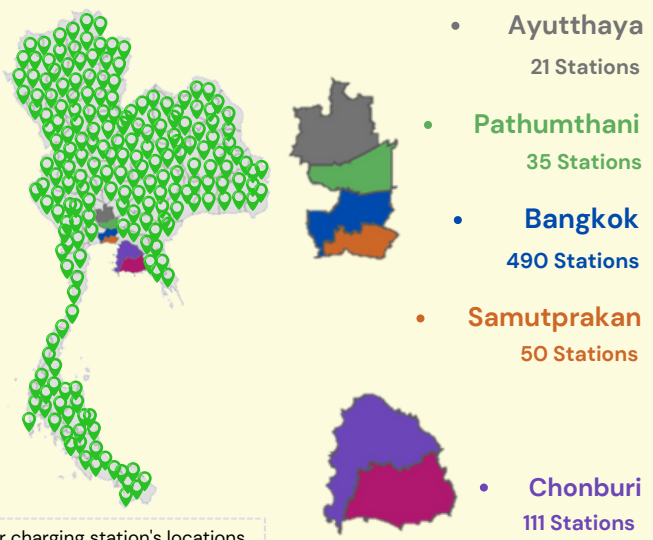 Ayutthaya
21 Stations
Pathumthani
35 Stations
Bangkok
490 Stations
Samutprakan
50 Stations
Chonburi
111 Stations
charging station's locations